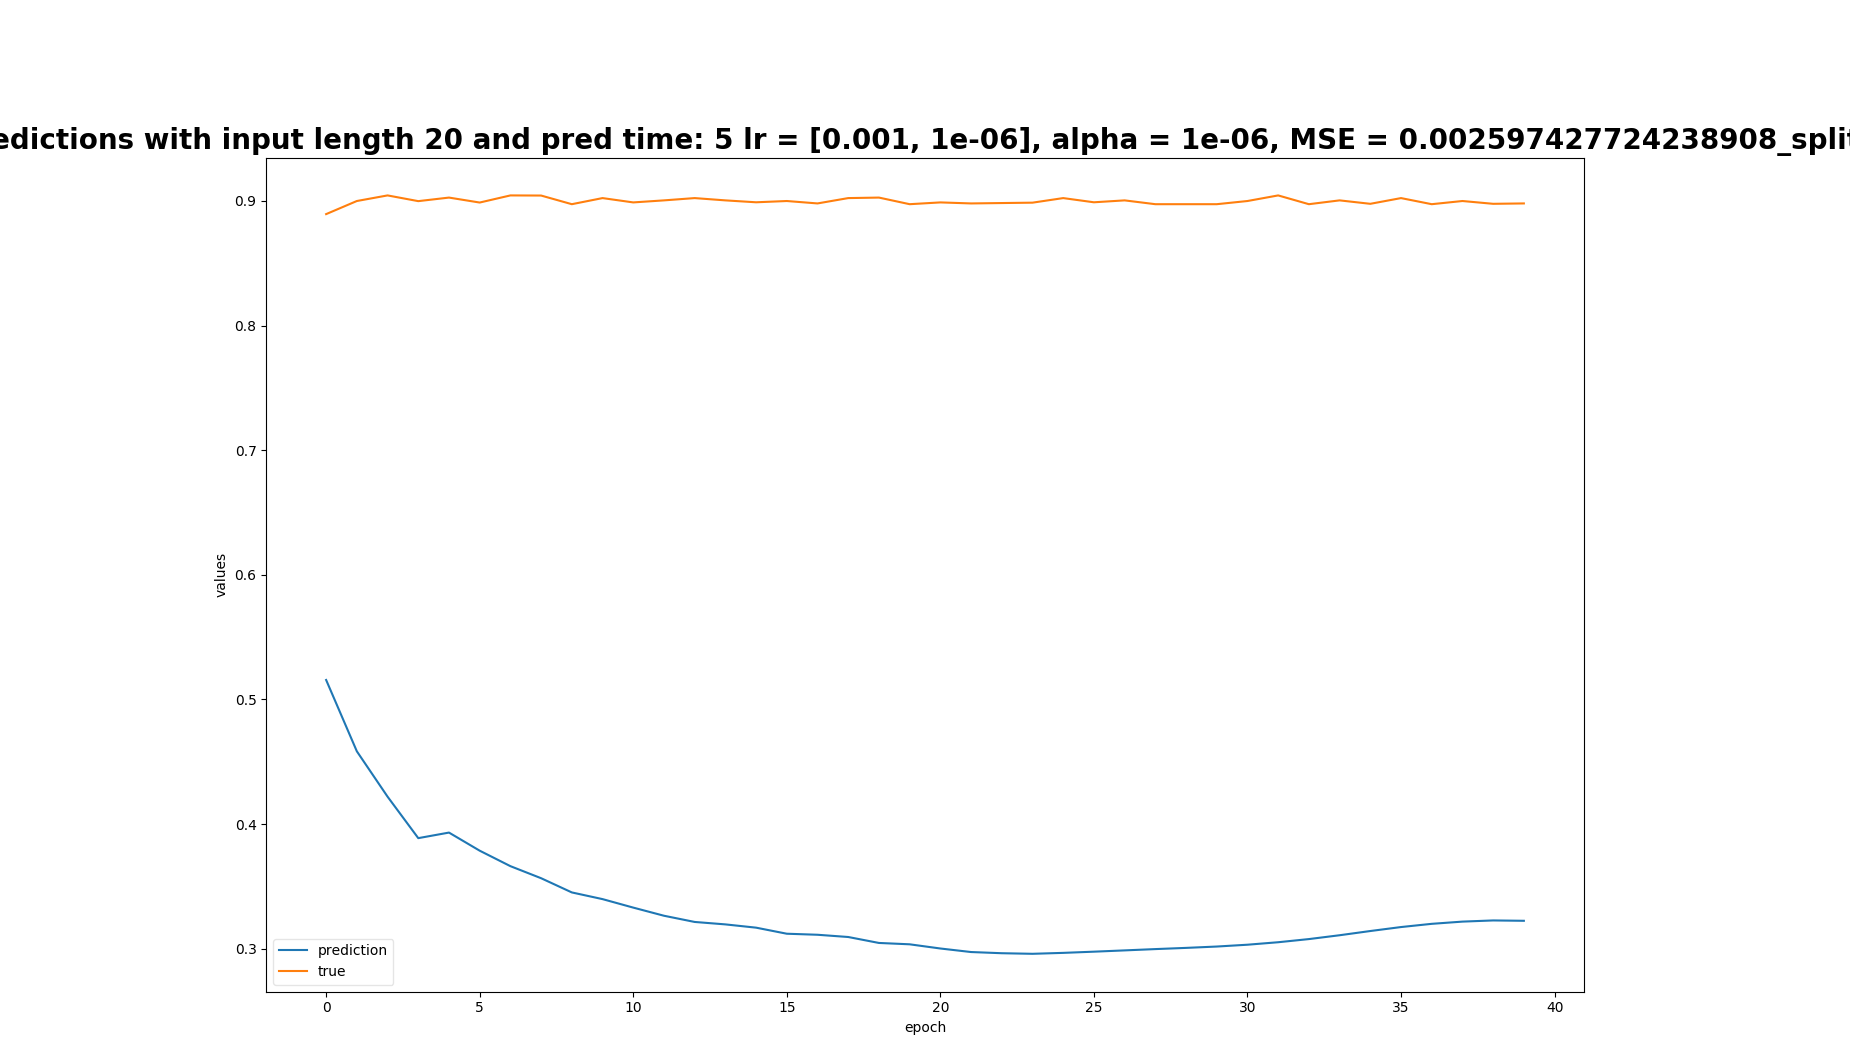 edictions with input length 20 and pred time: 5 lr = [0.001, 1e-06], alpha = 1e-06, MSE = 0.002597427724238908_split
0.9
0.8
0.7
0.6
0.5
0.4
0.3
values
prediction
true
0 5 10 15 20 25 30 35 40
epoch